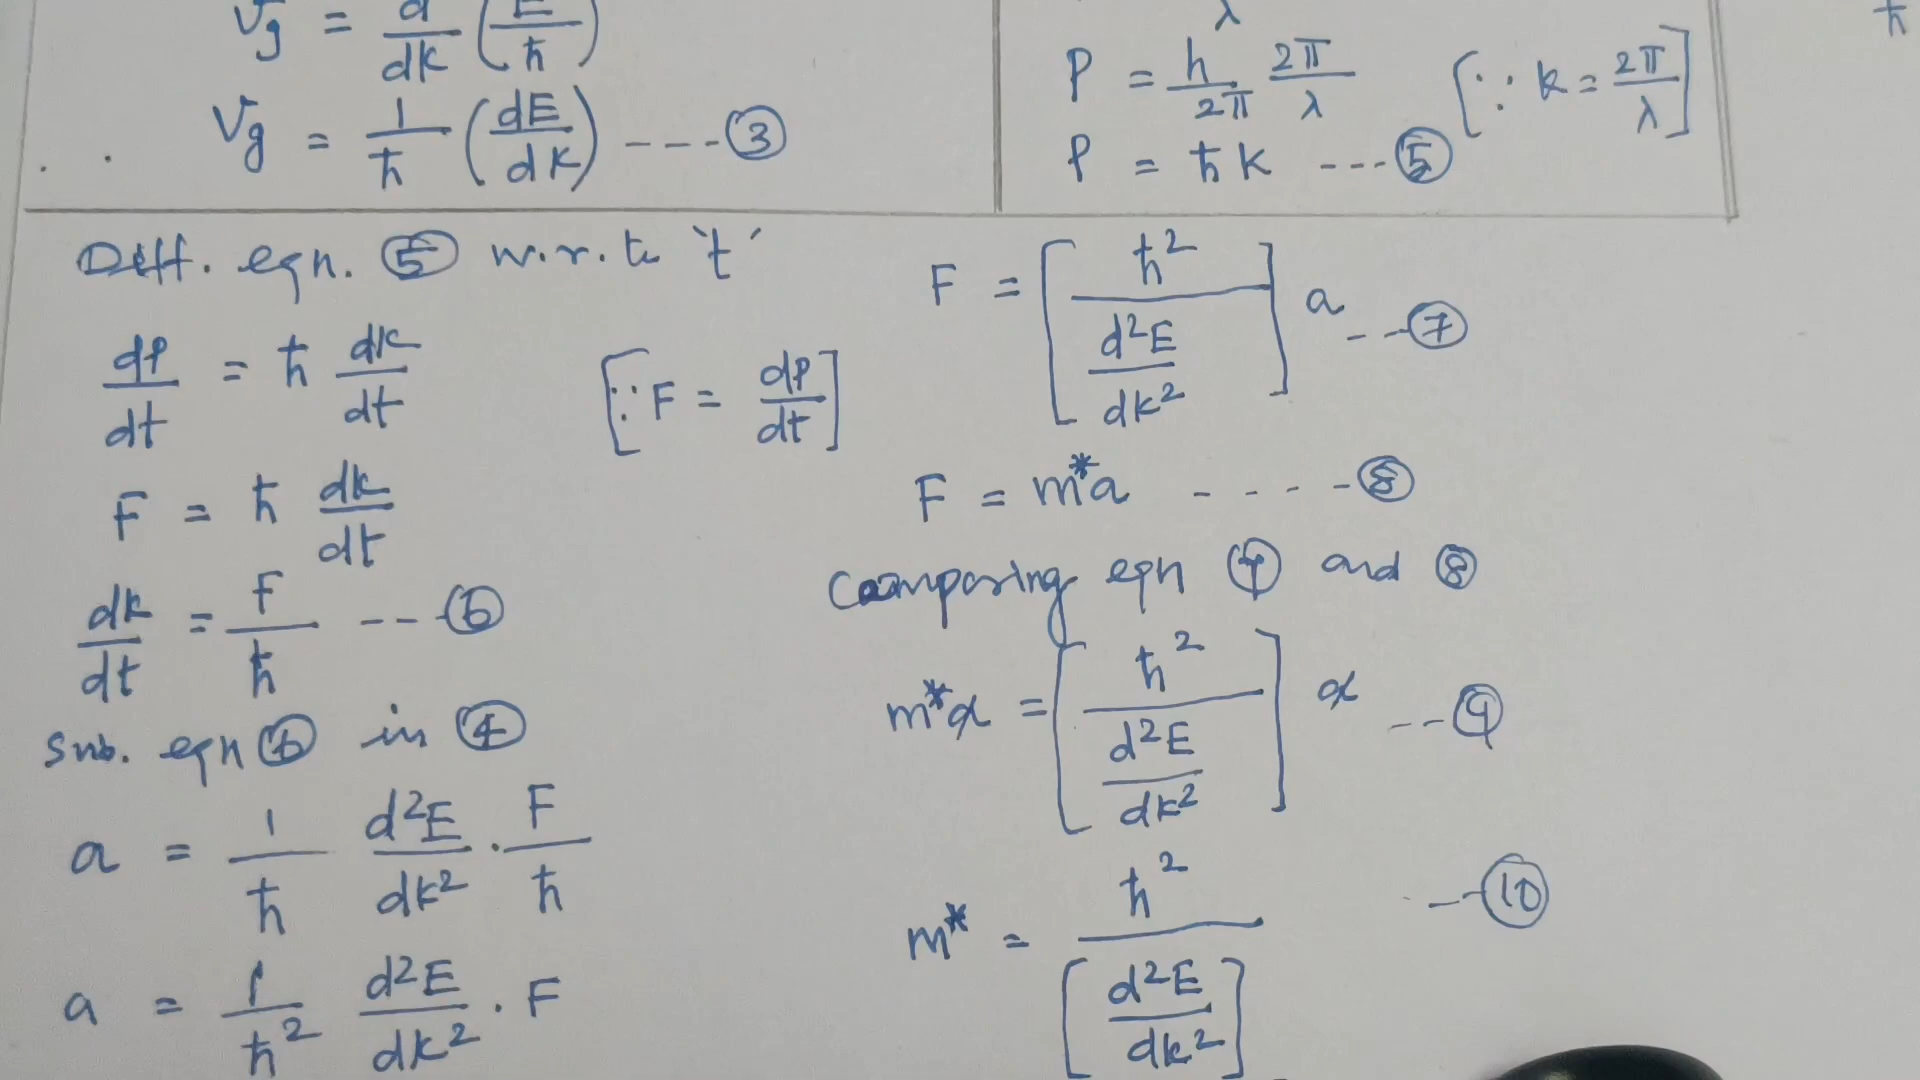 Vg = d/dk (E/ħ)
Vg = 1/ħ (dE/dk) ----③
λ
P = h/2π 2π/λ [∵ k = 2π/λ]
P = ħk ---⑤
ħ
Diff. eqn. ⑤ w.r.to 't'
dP/dt = ħ dk/dt [∵ F = dP/dt]
F = ħ dk/dt
dk/dt = F/ħ ---⑥
Sub. eqn ⑥ in ④
a = 1/ħ d²E/dk² . F/ħ
a = 1/ħ² d²E/dk² . F
F = [ħ²/(d²E/dk²)] a --⑦
F = m*a ----⑧
Comparing eqn ⑦ and ⑧
m*a = [ħ²/(d²E/dk²)] a ---⑨
m* = ħ²/[d²E/dk²] --⑩